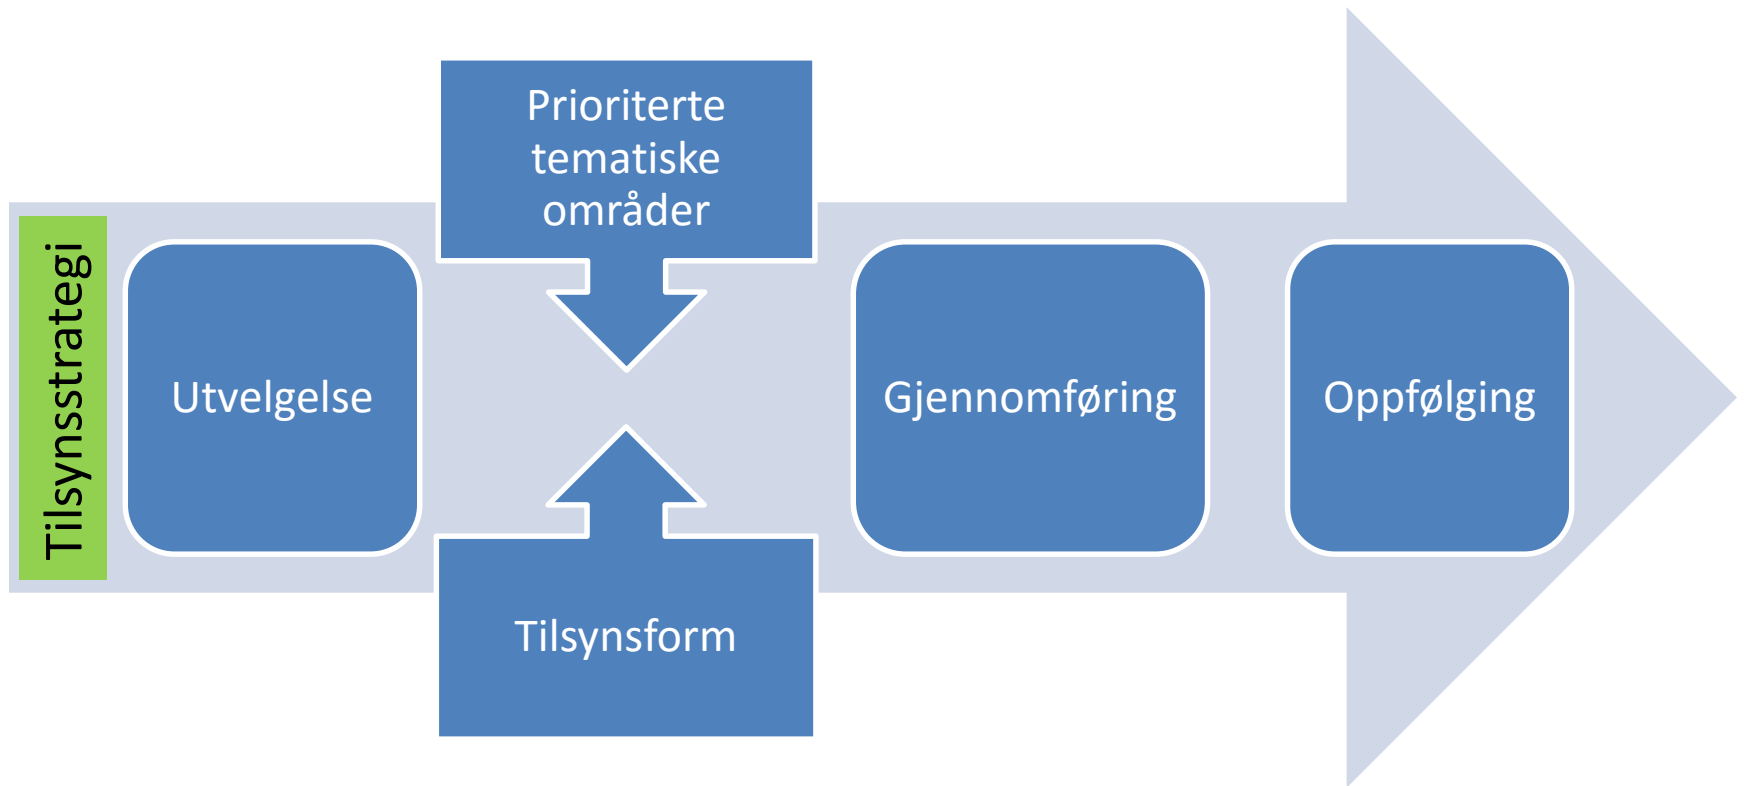 Tilsynsstrategi
Utvelgelse
Prioriterte
tematiske
områder
Tilsynsform
Gjennomføring
Oppfølging